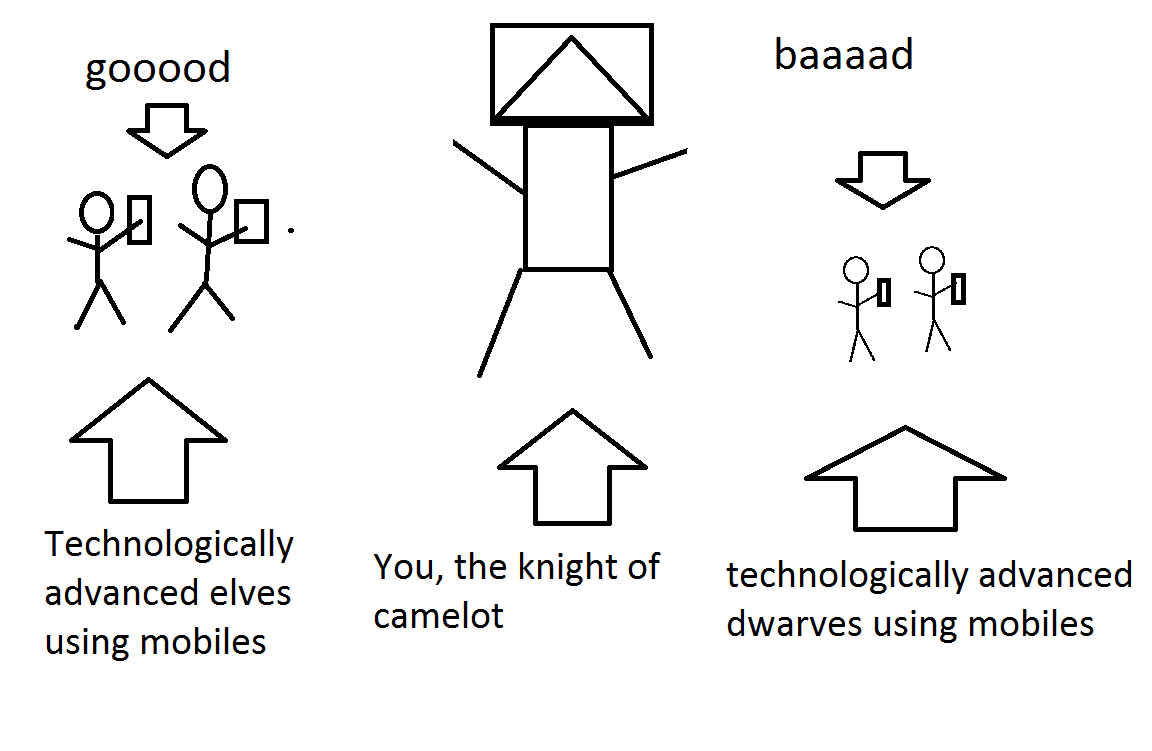 gooood
baaaad
Technologically
advanced elves
using mobiles
You, the knight of
camelot
technologically advanced
dwarves using mobiles